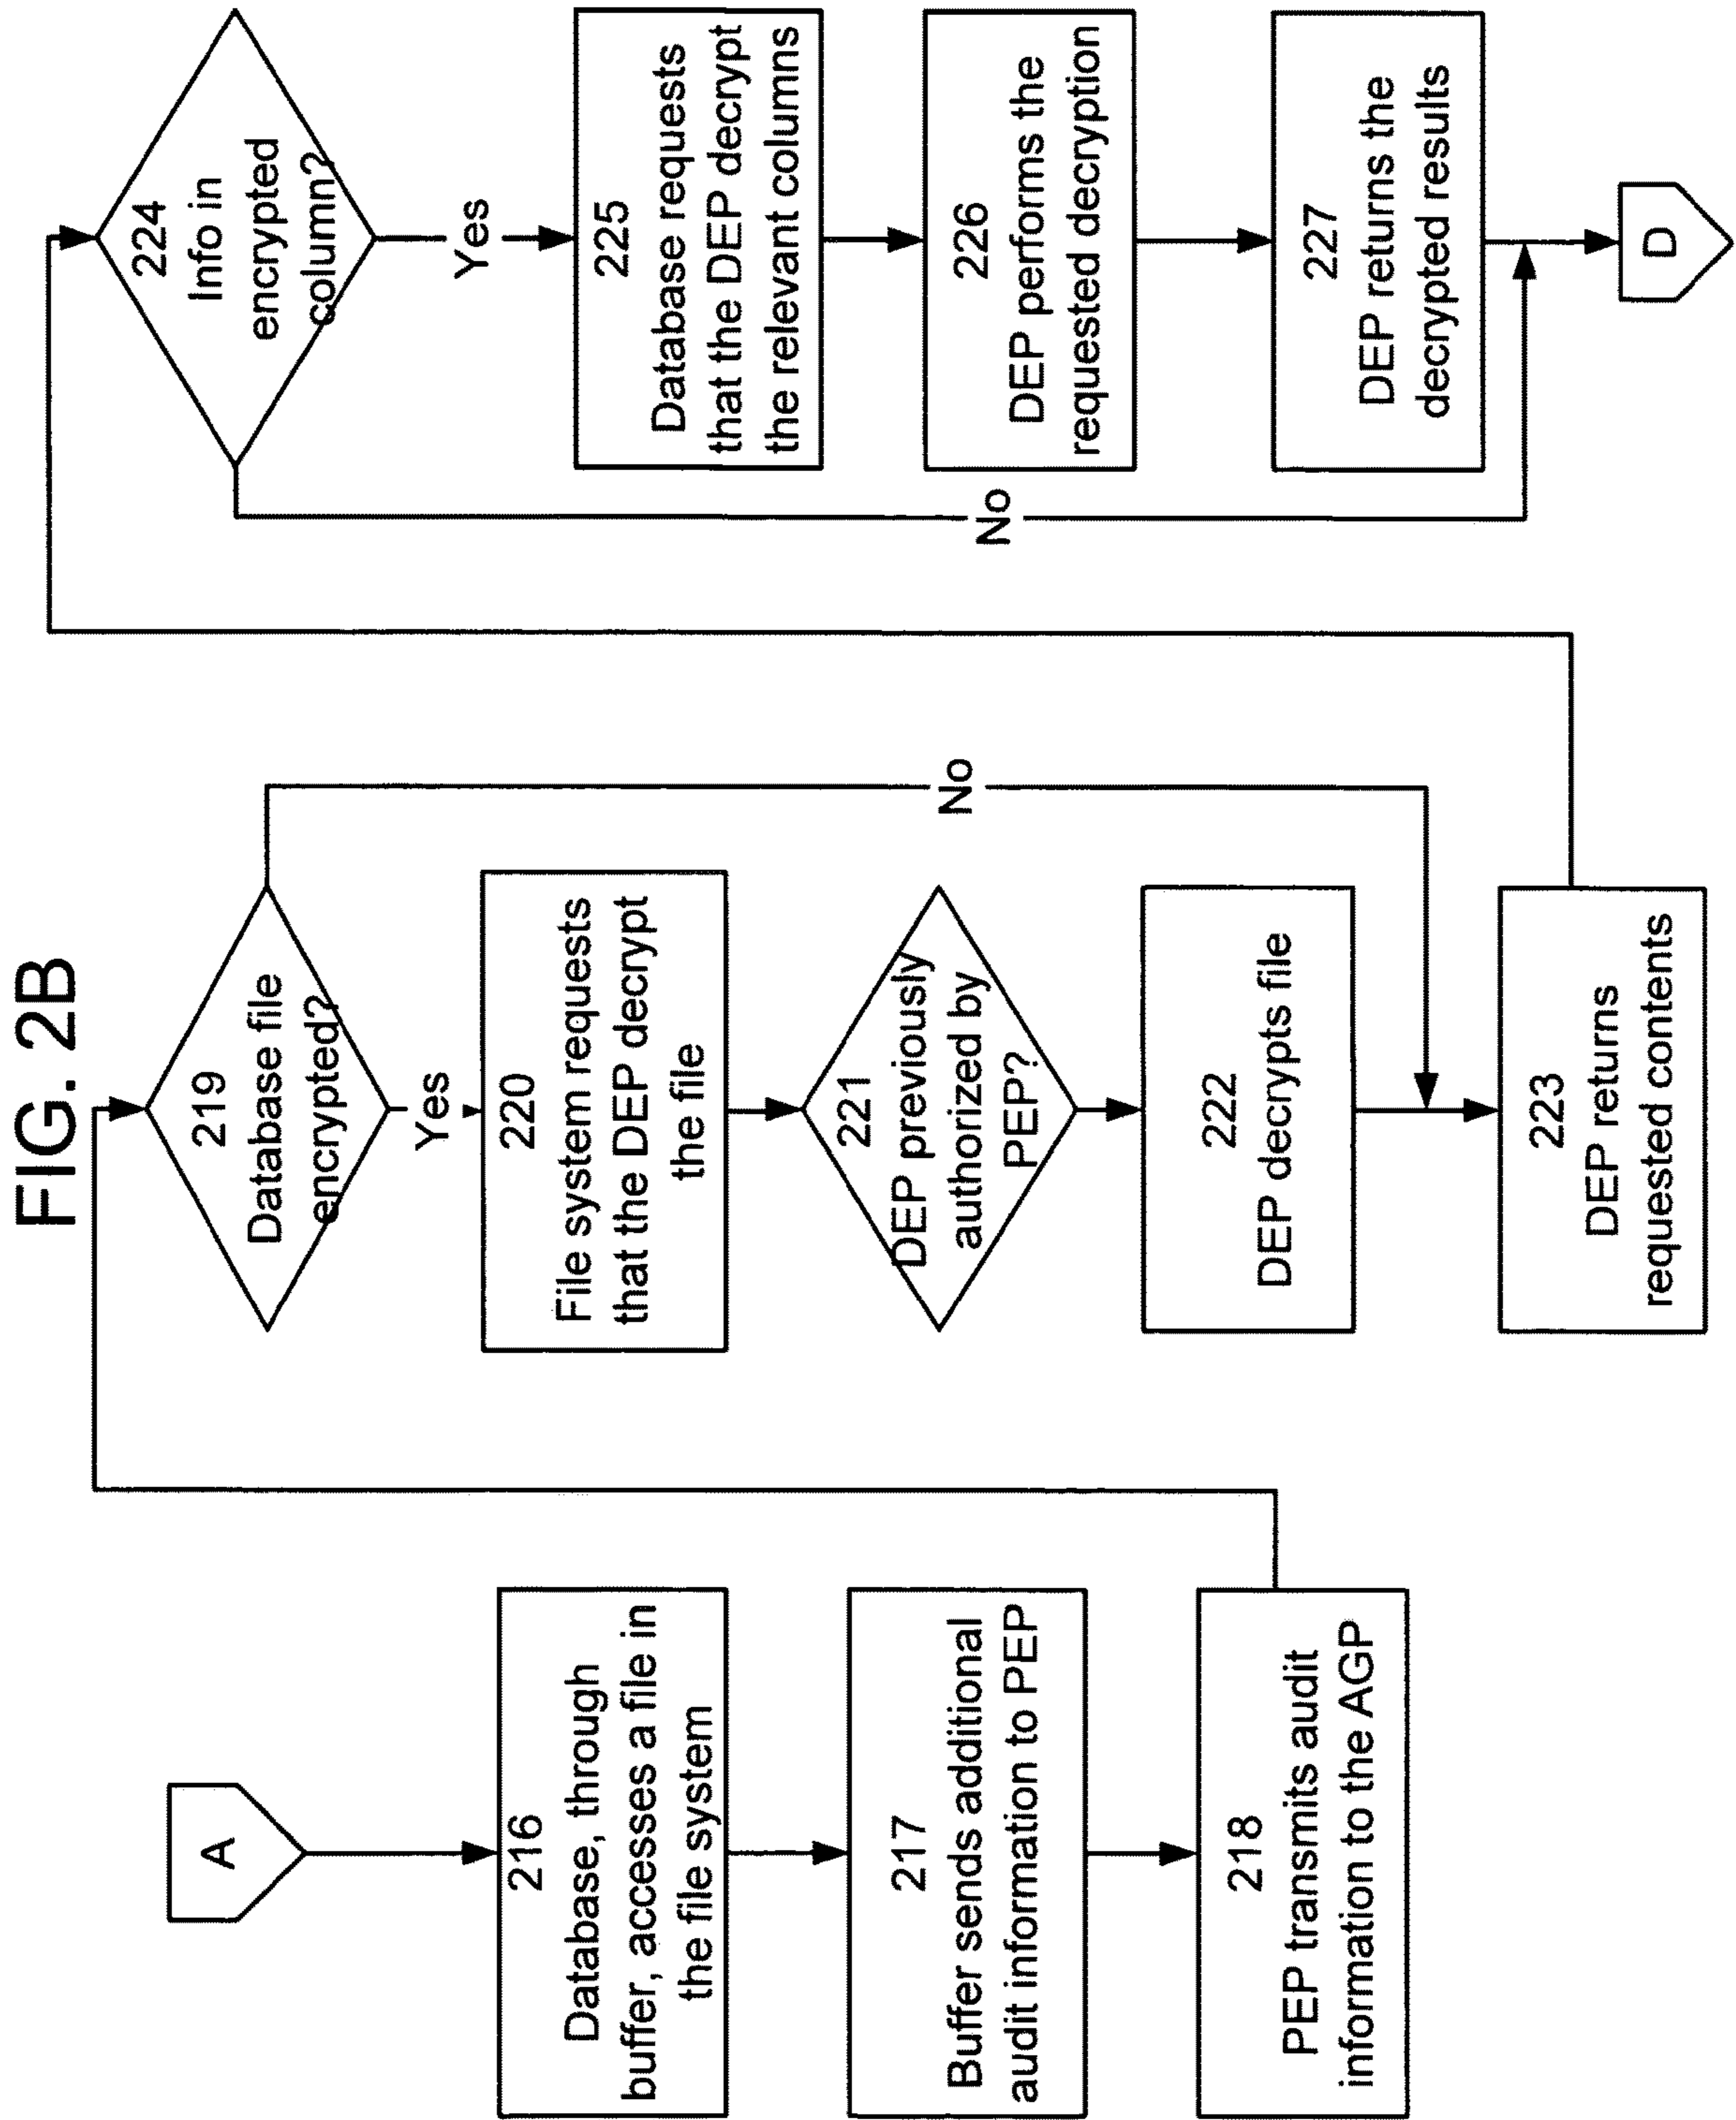 FIG. 2B
A
216
Database, through
buffer, accesses a file in
the file system
217
Buffer sends additional
audit information to PEP
218
PEP transmits audit
information to the AGP
219
Database file
encrypted?
Yes
No
220
File system requests
that the DEP decrypt
the file
221
DEP previously
authorized by
PEP?
222
DEP decrypts file
223
DEP returns
requested contents
224
Info in
encrypted
column?
Yes
No
225
Database requests
that the DEP decrypt
the relevant columns
226
DEP performs the
requested decryption
227
DEP returns the
decrypted results
D